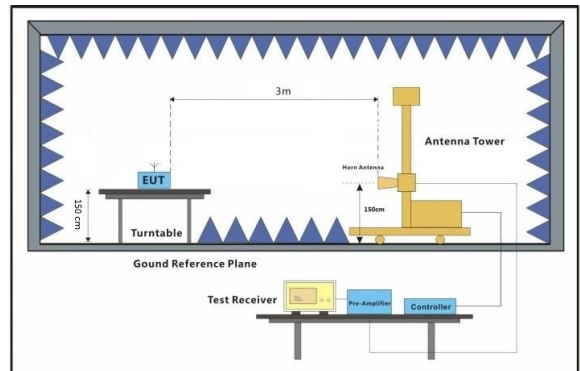 3m
Antenna Tower
Horn Antenna
EUT
150 cm
150cm
Turntable
Gound Reference Plane
Test Receiver
Pre-Amplifier
Controller